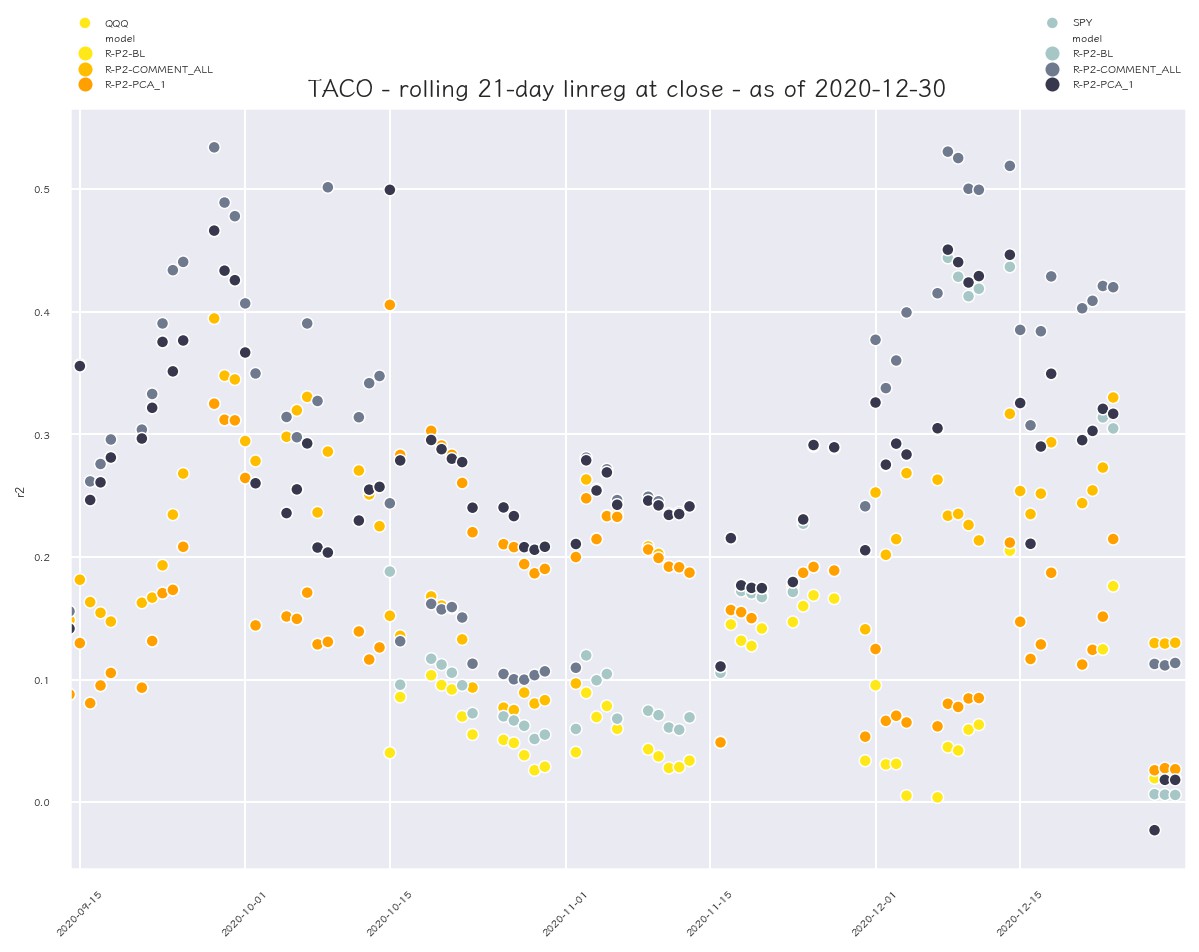 QQQ
model
R-P2-BL
R-P2-COMMENT_ALL
R-P2-PCA_1
SPY
model
R-P2-BL
R-P2-COMMENT_ALL
R-P2-PCA_1
TACO - rolling 21-day linreg at close - as of 2020-12-30
r2
0.5
0.4
0.3
0.2
0.1
0.0
2020-09-15
2020-10-01
2020-10-15
2020-11-01
2020-11-15
2020-12-01
2020-12-15